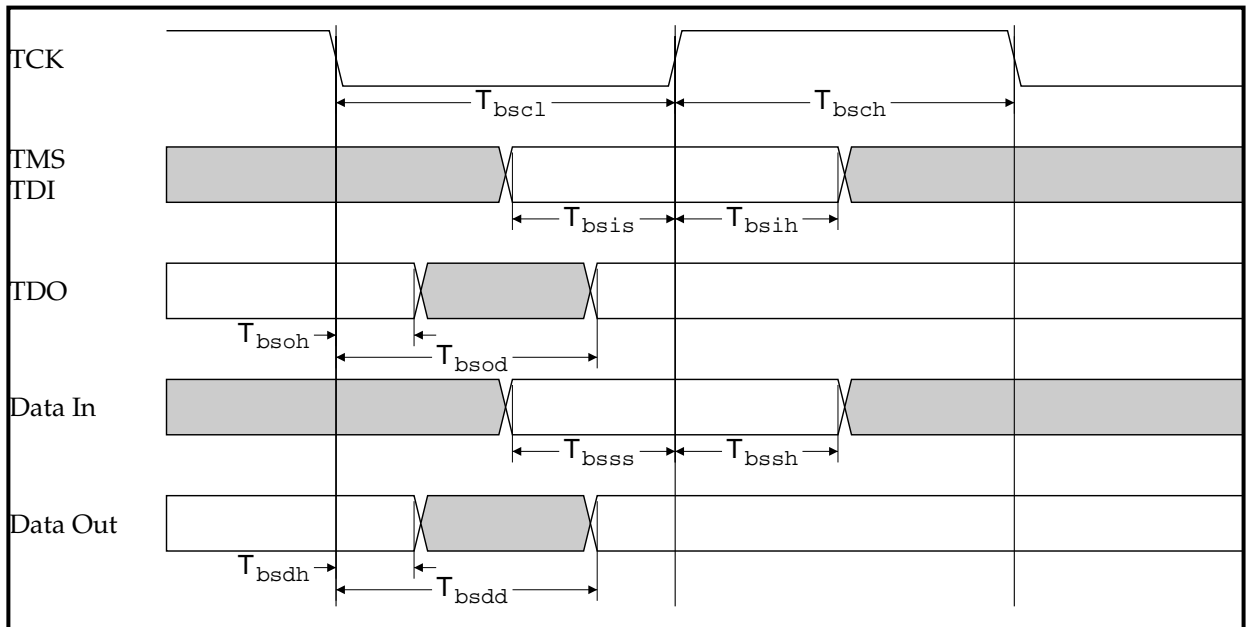 TCK
Tbscl
Tbsch
TMS
TDI
Tbsis
Tbsih
TDO
Tbsoh
Tbsod
Data In
Tbsss
Tbssh
Data Out
Tbsdh
Tbsdd